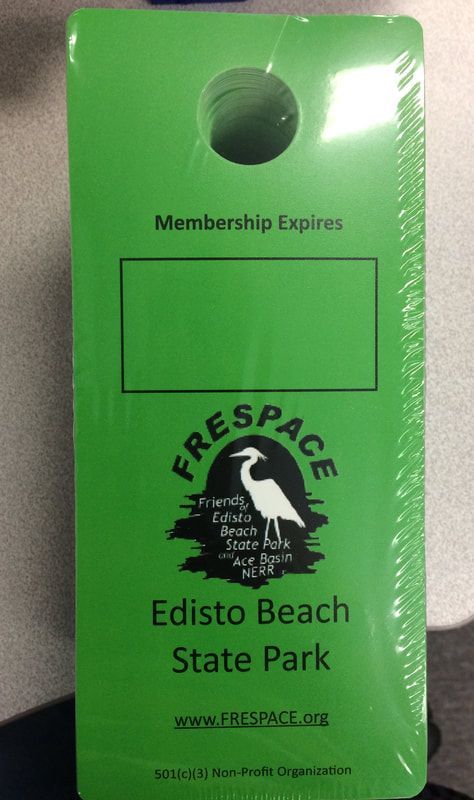 Membership Expires
FRESPACE
Friends
of
Edisto
Beach
State Park
and Ace Basin
NERR
Edisto Beach
State Park
www.FRESPACE.org
501(c)(3) Non-Profit Organization